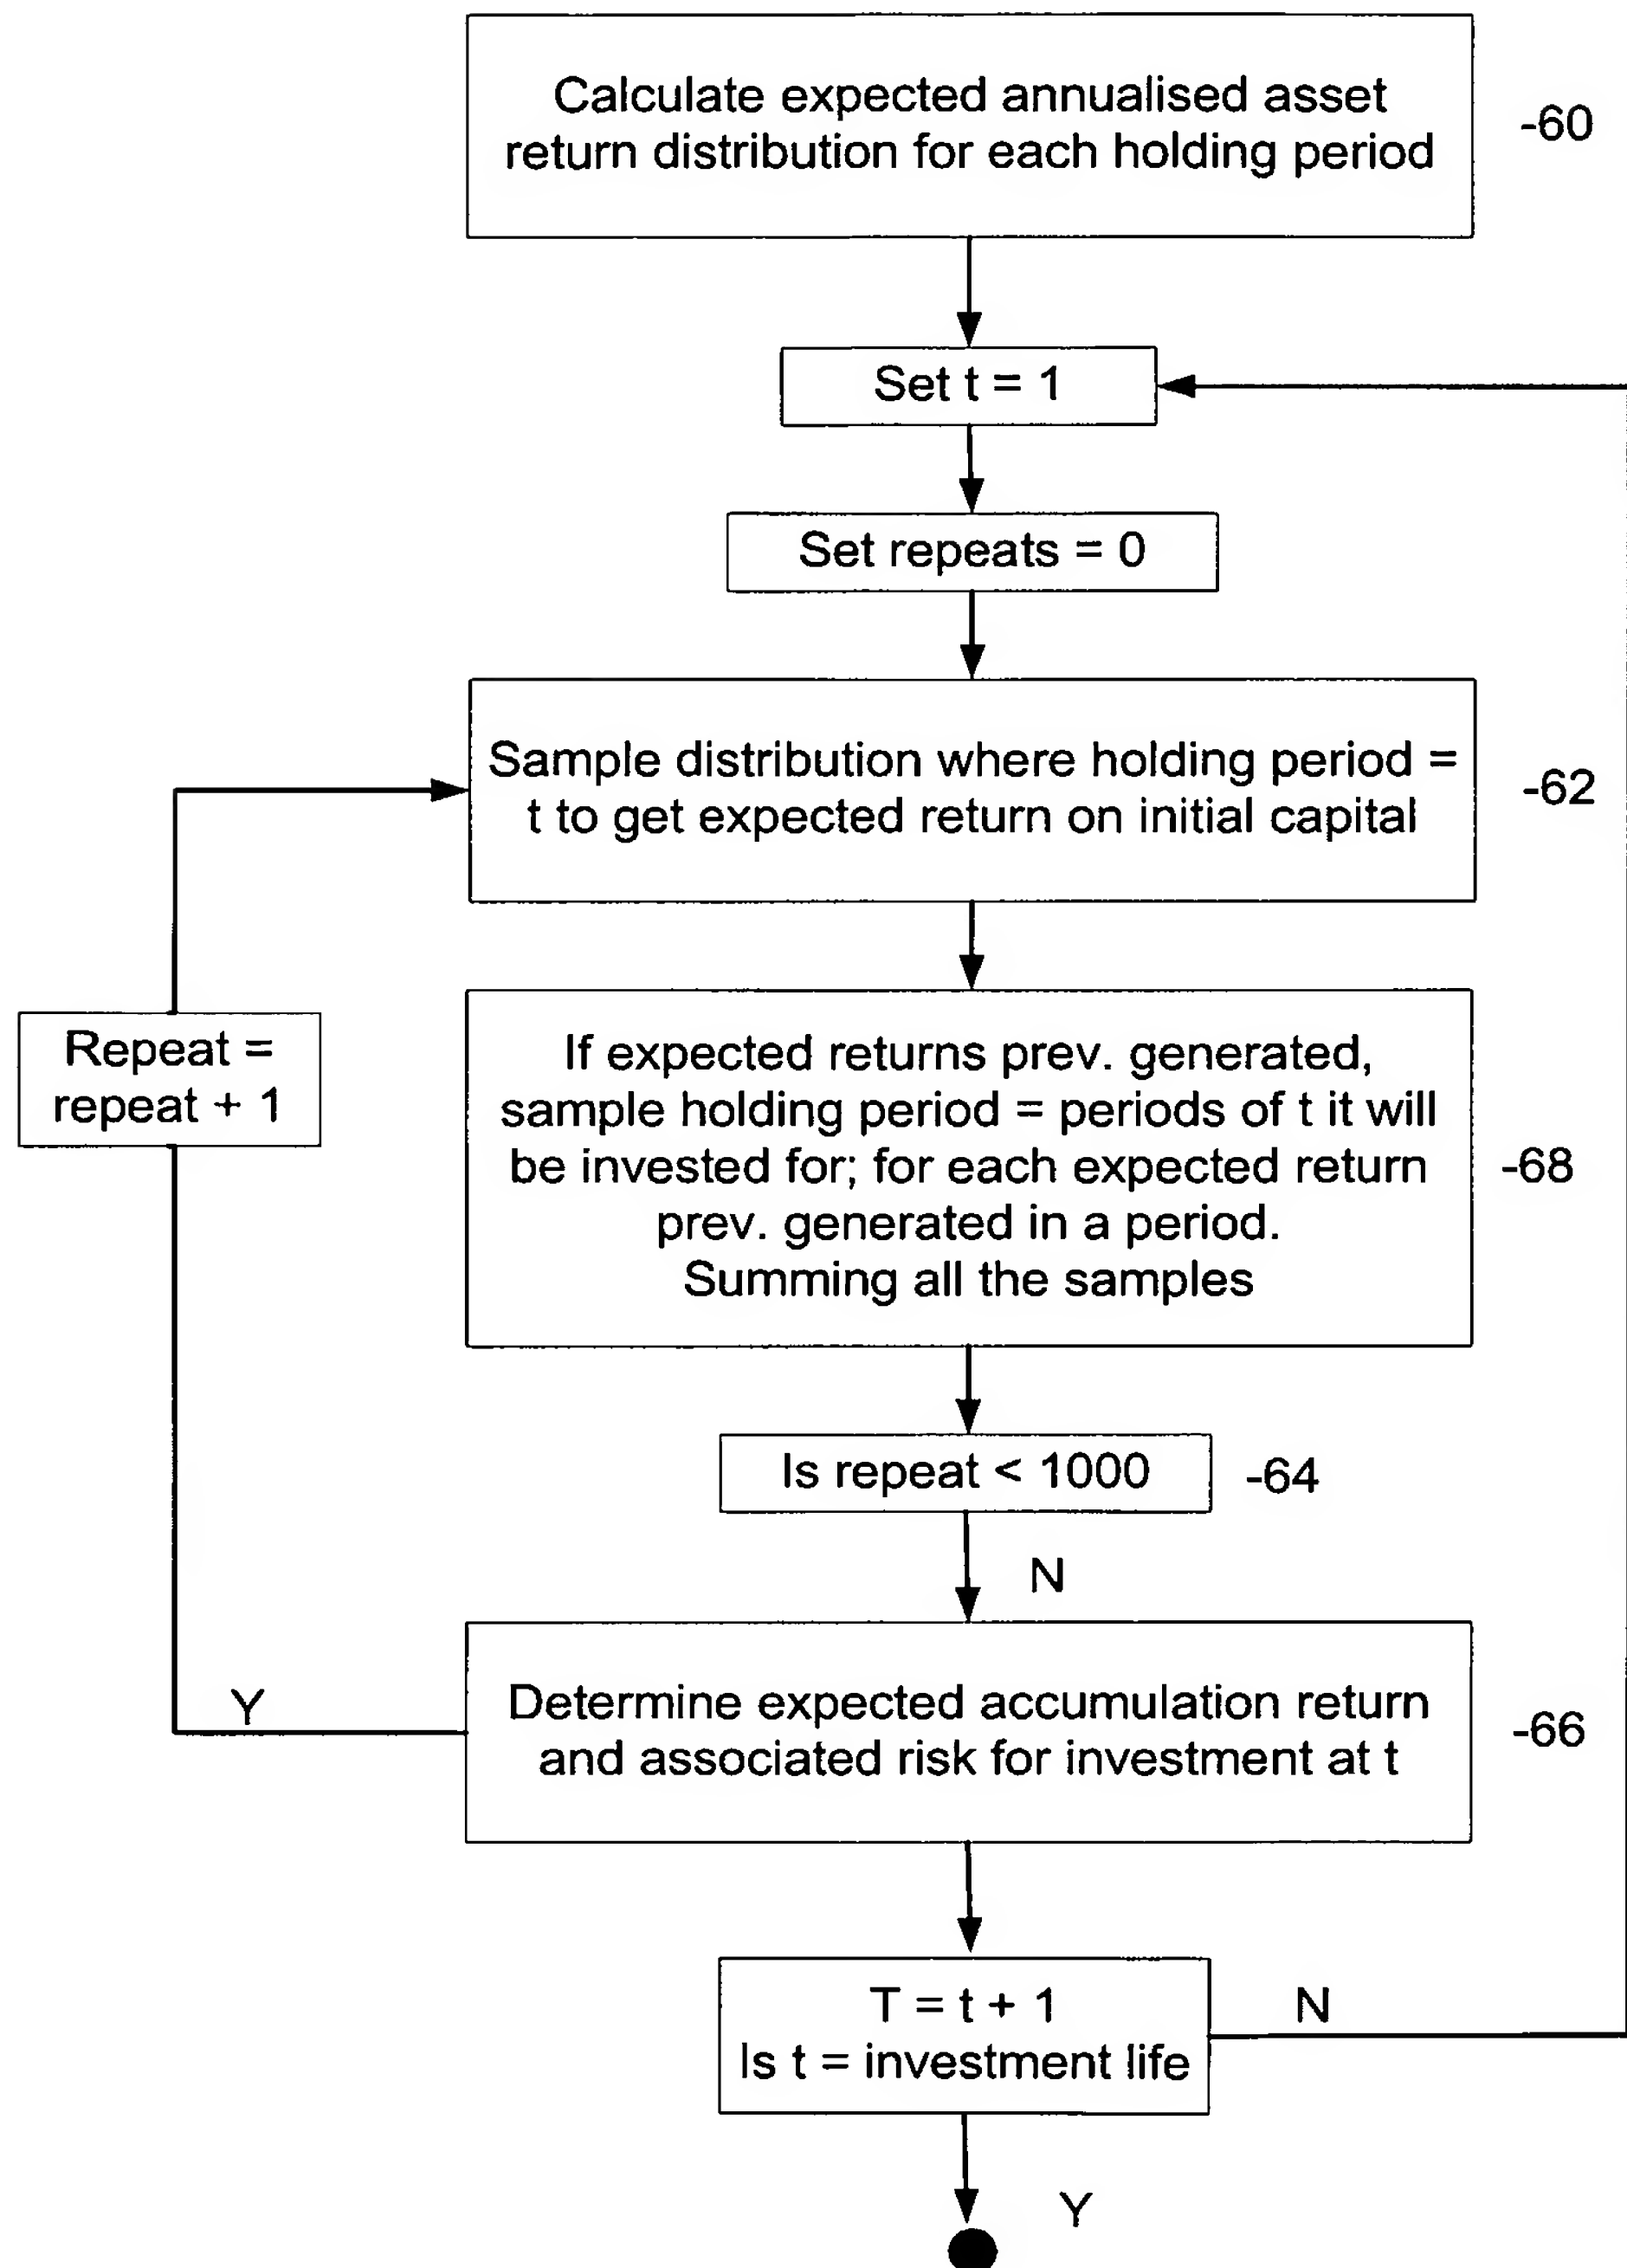 Calculate expected annualised asset
return distribution for each holding period
-60
Set t = 1
Set repeats = 0
Sample distribution where holding period =
t to get expected return on initial capital
-62
Repeat =
repeat + 1
If expected returns prev. generated,
sample holding period = periods of t it will
be invested for; for each expected return
prev. generated in a period.
Summing all the samples
-68
Is repeat < 1000
-64
N
Y
Determine expected accumulation return
and associated risk for investment at t
-66
T = t + 1
Is t = investment life
N
Y